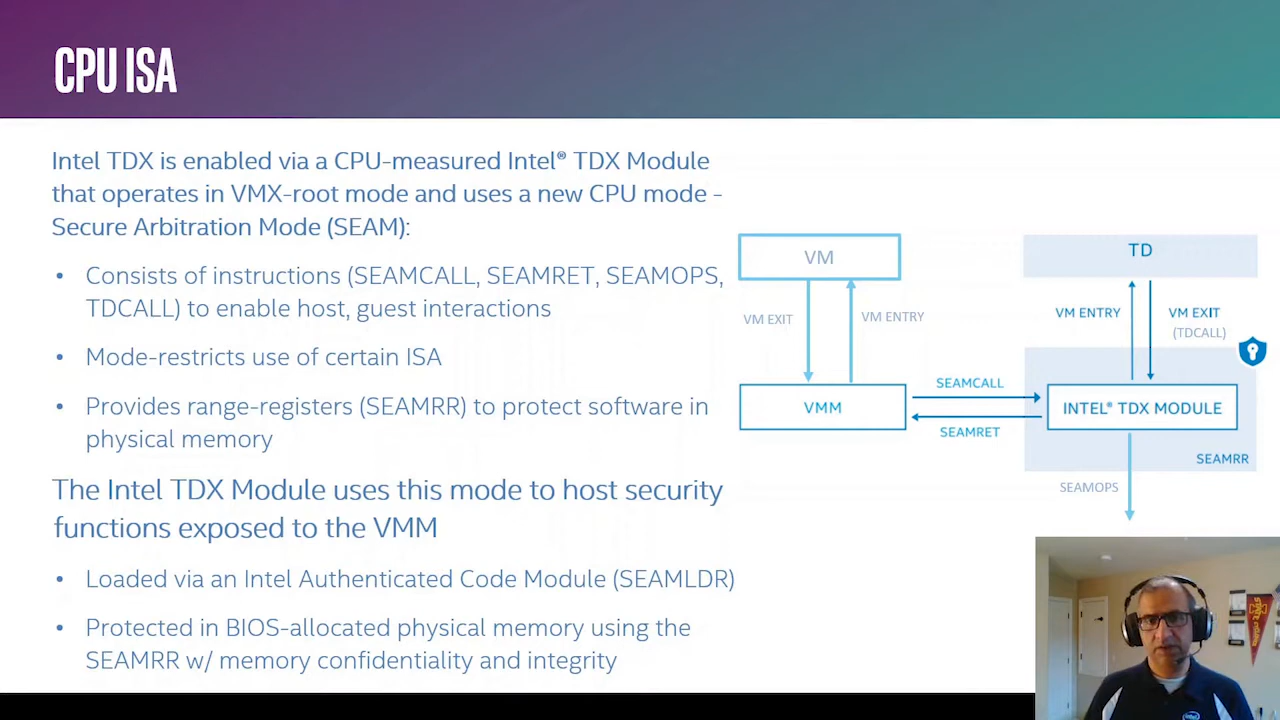 CPU ISA
Intel TDX is enabled via a CPU-measured Intel® TDX Module
that operates in VMX-root mode and uses a new CPU mode -
Secure Arbitration Mode (SEAM):
• Consists of instructions (SEAMCALL, SEAMRET, SEAMOPS,
TDCALL) to enable host, guest interactions
• Mode-restricts use of certain ISA
• Provides range-registers (SEAMRR) to protect software in
physical memory
The Intel TDX Module uses this mode to host security
functions exposed to the VMM
• Loaded via an Intel Authenticated Code Module (SEAMLDR)
• Protected in BIOS-allocated physical memory using the
SEAMRR w/ memory confidentiality and integrity
VM
VM EXIT
VM ENTRY
VMM
SEAMCALL
SEAMRET
TD
VM ENTRY
VM EXIT
(TDCALL)
INTEL® TDX MODULE
SEAMRR
SEAMOPS
intel